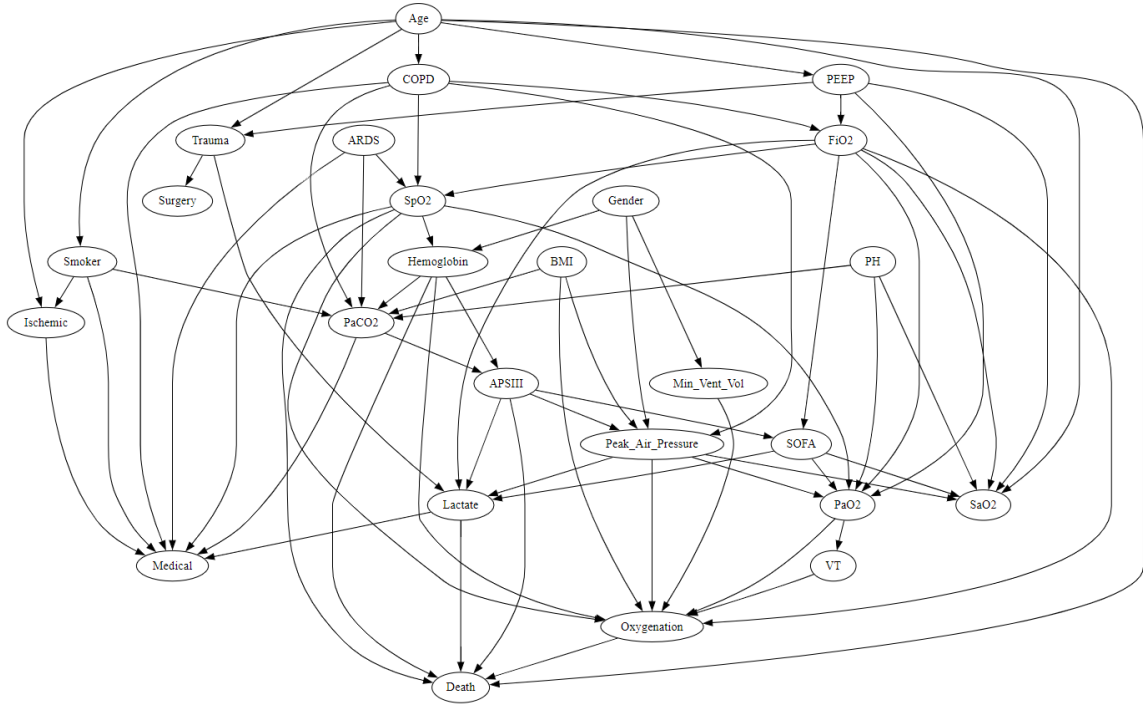 Age
COPD
PEEP
Trauma
ARDS
FiO2
Surgery
SpO2
Gender
Smoker
Hemoglobin
BMI
PH
Ischemic
PaCO2
APSIII
Min_Vent_Vol
Peak_Air_Pressure
SOFA
Lactate
PaO2
SaO2
Medical
VT
Oxygenation
Death